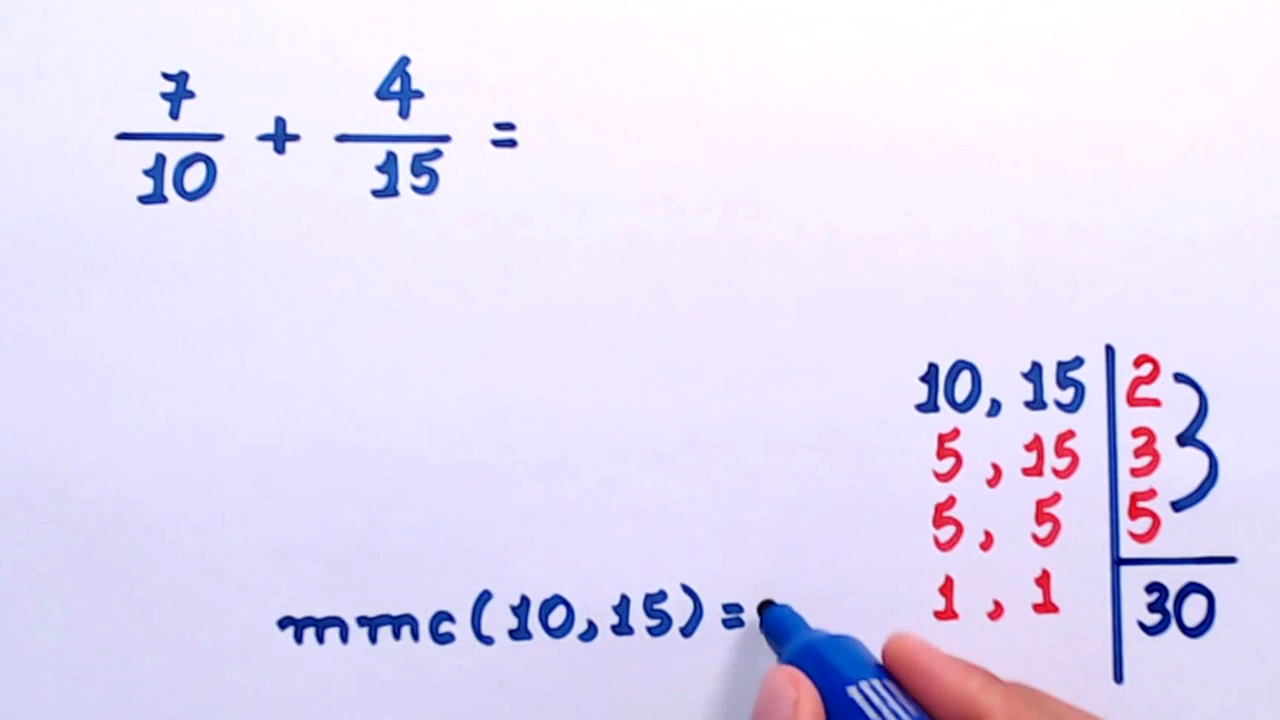 7/10 + 4/15 =
10, 15 | 2
5, 15 | 3
5, 5 | 5
1, 1
30
mmc(10,15) =